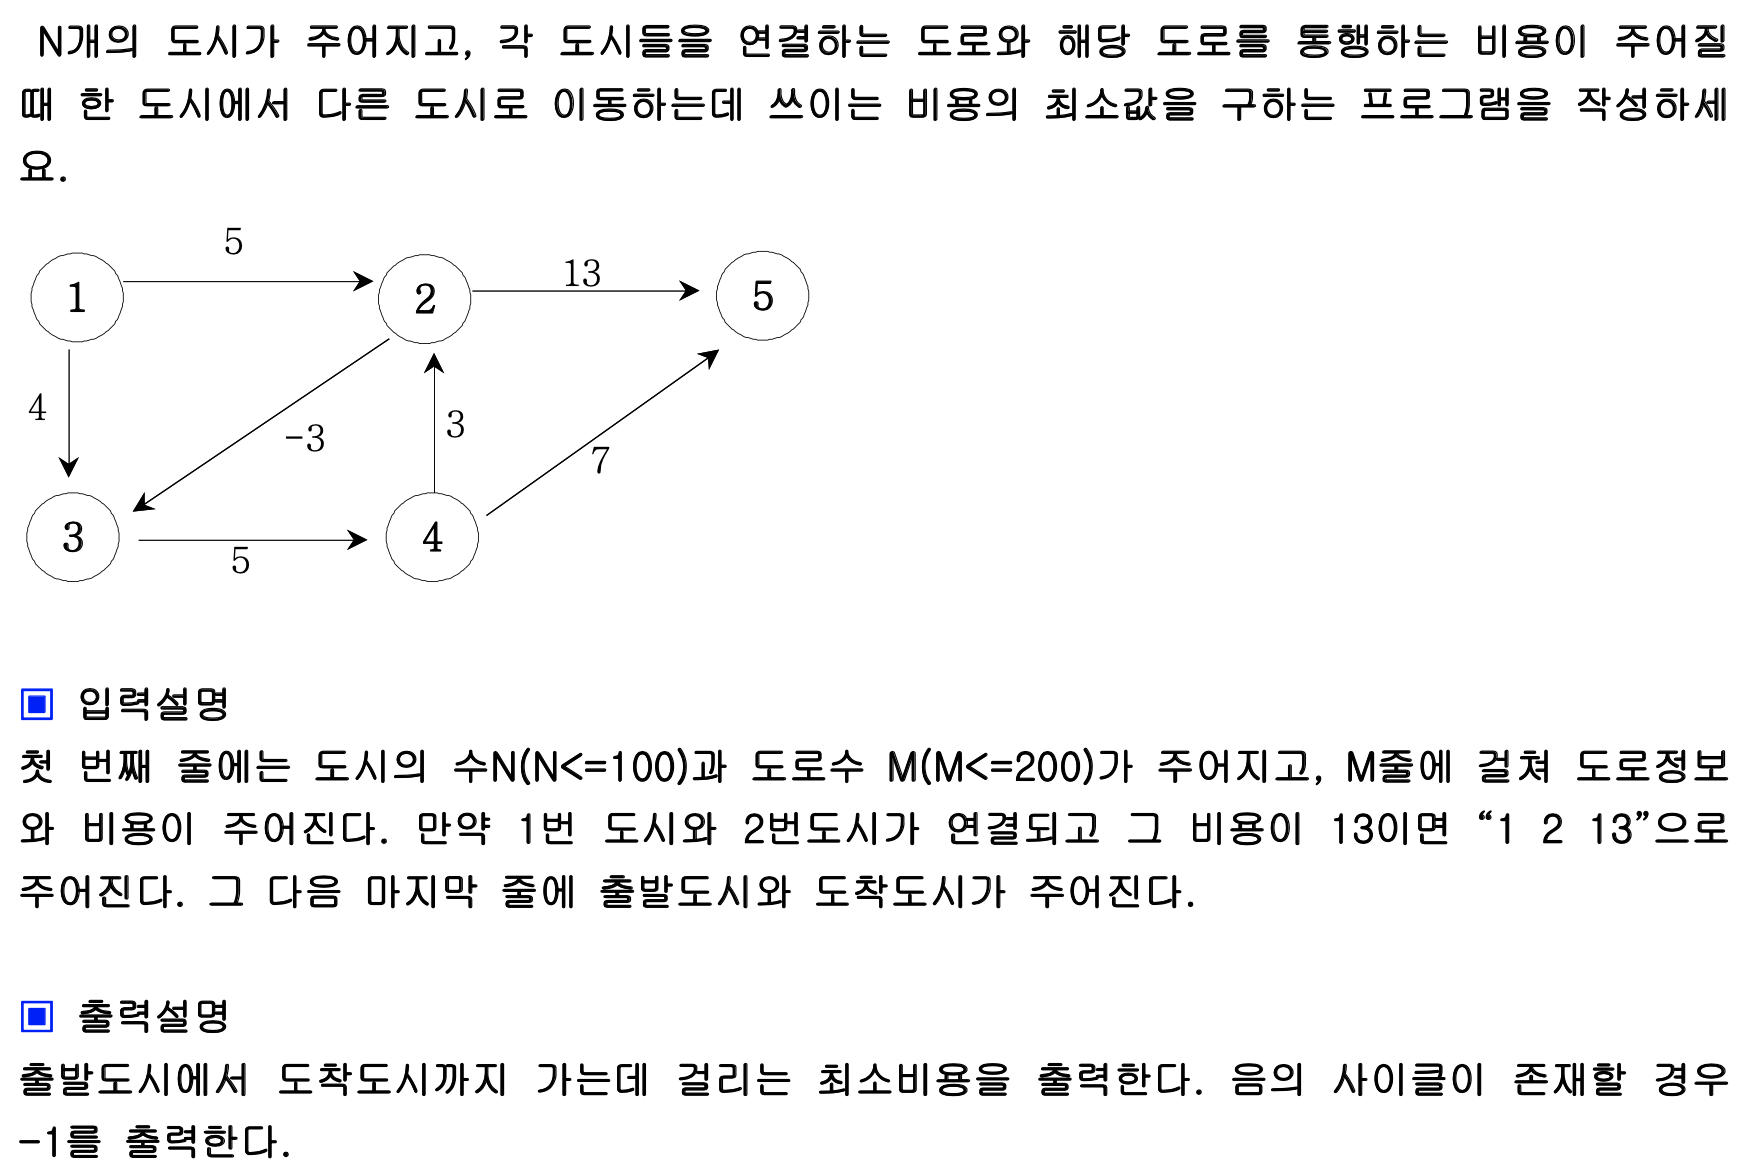 N개의 도시가 주어지고, 각 도시들을 연결하는 도로와 해당 도로를 통행하는 비용이 주어질
때 한 도시에서 다른 도시로 이동하는데 쓰이는 비용의 최소값을 구하는 프로그램을 작성하세
요.
5
13
1
2
5
4
-3
3
7
3
4
5
▣ 입력설명
첫 번째 줄에는 도시의 수N(N<=100)과 도로수 M(M<=200)가 주어지고, M줄에 걸쳐 도로정보
와 비용이 주어진다. 만약 1번 도시와 2번도시가 연결되고 그 비용이 13이면 “1 2 13”으로
주어진다. 그 다음 마지막 줄에 출발도시와 도착도시가 주어진다.
▣ 출력설명
출발도시에서 도착도시까지 가는데 걸리는 최소비용을 출력한다. 음의 사이클이 존재할 경우
-1를 출력한다.